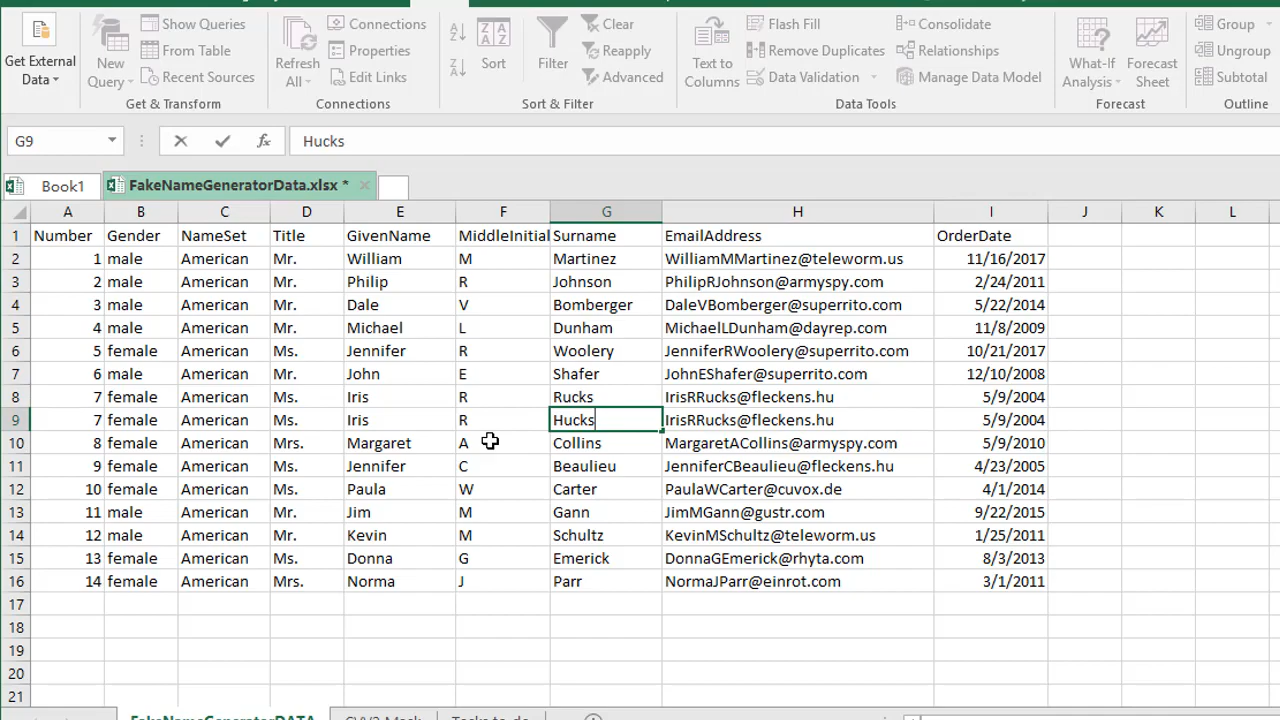 Show Queries
From Table
Recent Sources
Get External Data
New Query
Get & Transform
Connections
Properties
Edit Links
Refresh All
Connections
Sort
Filter
Clear
Reapply
Advanced
Sort & Filter
Text to Columns
Flash Fill
Remove Duplicates
Data Validation
Consolidate
Relationships
Manage Data Model
Data Tools
What-If Analysis
Forecast Sheet
Forecast
Group
Ungroup
Subtotal
Outline
G9 fx Hucks
Book1 FakeNameGeneratorData.xlsx *
A B C D E F G H I J K L
1 Number Gender NameSet Title GivenName MiddleInitial Surname EmailAddress OrderDate
2 1 male American Mr. William M Martinez WilliamMMartinez@teleworm.us 11/16/2017
3 2 male American Mr. Philip R Johnson PhilipRJohnson@armyspy.com 2/24/2011
4 3 male American Mr. Dale V Bomberger DaleVBomberger@superrito.com 5/22/2014
5 4 male American Mr. Michael L Dunham MichaelLDunham@dayrep.com 11/8/2009
6 5 female American Ms. Jennifer R Woolery JenniferRWoolery@superrito.com 10/21/2017
7 6 male American Mr. John E Shafer JohnEShafer@superrito.com 12/10/2008
8 7 female American Ms. Iris R Rucks IrisRRucks@fleckens.hu 5/9/2004
9 7 female American Ms. Iris R Hucks IrisRRucks@fleckens.hu 5/9/2004
10 8 female American Mrs. Margaret A Collins MargaretACollins@armyspy.com 5/9/2010
11 9 female American Ms. Jennifer C Beaulieu JenniferCBeaulieu@fleckens.hu 4/23/2005
12 10 female American Ms. Paula W Carter PaulaWCarter@cuvox.de 4/1/2014
13 11 male American Mr. Jim M Gann JimMGann@gustr.com 9/22/2015
14 12 male American Mr. Kevin M Schultz KevinMSchultz@teleworm.us 1/25/2011
15 13 female American Ms. Donna G Emerick DonnaGEmerick@rhyta.com 8/3/2013
16 14 female American Mrs. Norma J Parr NormaJParr@einrot.com 3/1/2011
17
18
19
20
21
FakeNameGeneratorDATA CVV2 Mock Tasks to do